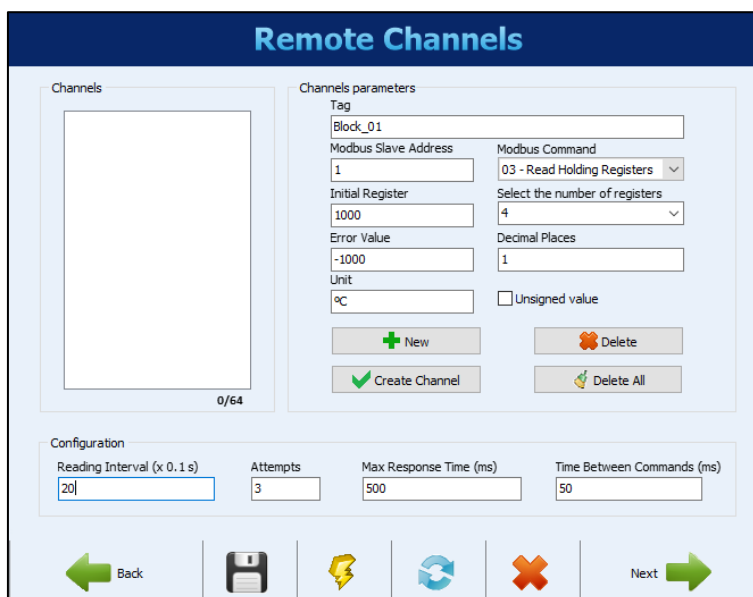 Remote Channels
Channels
0/64
Channels parameters
Tag
Block_01
Modbus Slave Address
1
Modbus Command
03 - Read Holding Registers
Initial Register
1000
Select the number of registers
4
Error Value
-1000
Decimal Places
1
Unit
ºC
Unsigned value
New
Delete
Create Channel
Delete All
Configuration
Reading Interval (x 0.1 s)
20
Attempts
3
Max Response Time (ms)
500
Time Between Commands (ms)
50
Back
Next